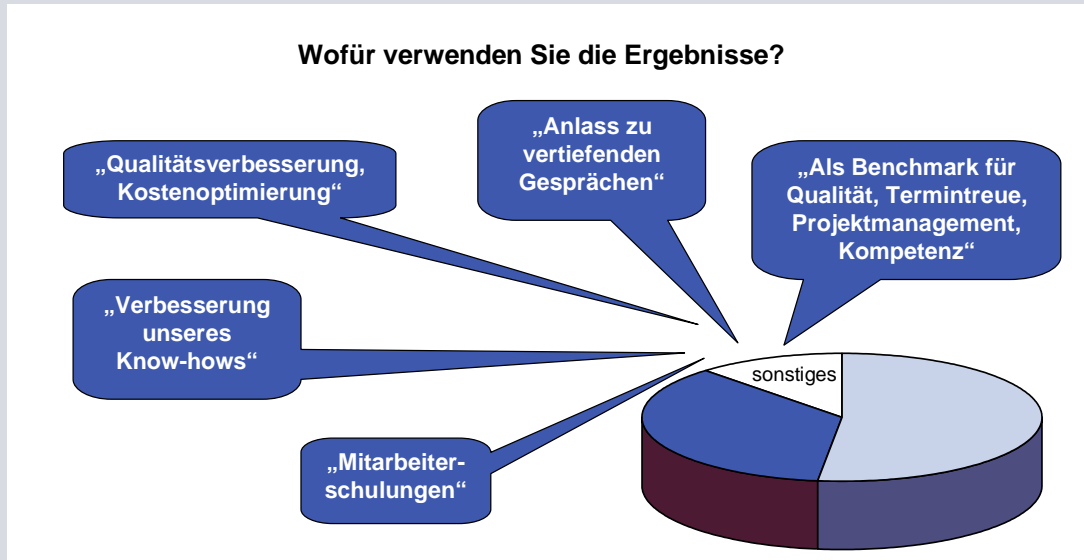 Wofür verwenden Sie die Ergebnisse?
„Qualitätsverbesserung,
Kostenoptimierung“
„Anlass zu
vertiefenden
Gesprächen“
„Als Benchmark für
Qualität, Termintreue,
Projektmanagement,
Kompetenz“
„Verbesserung
unseres
Know-hows“
sonstiges
„Mitarbeiter-
schulungen“